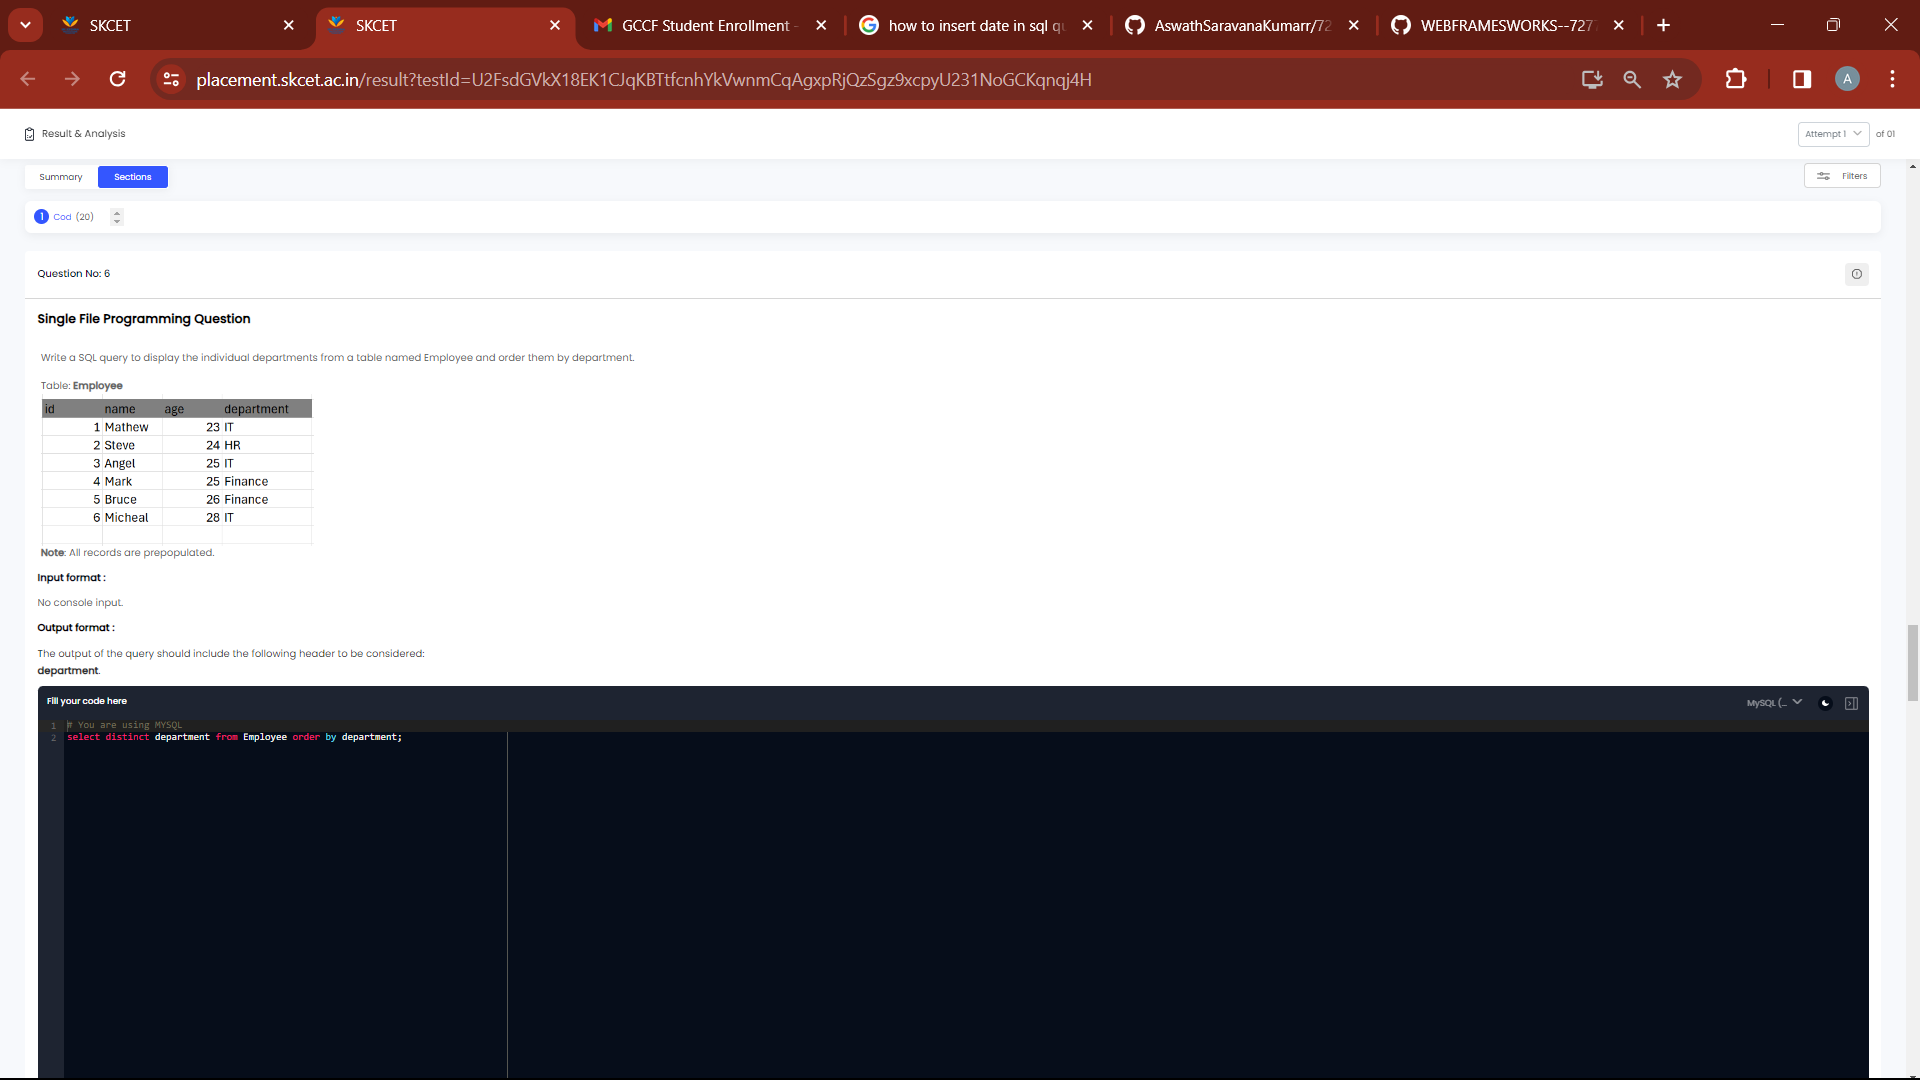 SKCET
SKCET
GCCF Student Enrollment -
how to insert date in sql qu
AswathSaravanaKumarr/72
WEBFRAMESWORKS--727
placement.skcet.ac.in/result?testId=U2FsdGVkX18EK1CJqKBTtfcnhYkVwnmCqAgxpRjQzSgz9xcpyU231NoGCKqnqj4H
A
Result & Analysis
Attempt 1 of 01
Summary Sections
Filters
1 Cod (20)
Question No: 6
Single File Programming Question
Write a SQL query to display the individual departments from a table named Employee and order them by department.
Table: Employee
id name age department
1 Mathew 23 IT
2 Steve 24 HR
3 Angel 25 IT
4 Mark 25 Finance
5 Bruce 26 Finance
6 Micheal 28 IT
Note: All records are prepopulated.
Input format :
No console input.
Output format :
The output of the query should include the following header to be considered:
department.
Fill your code here
MySQL (...
1 # You are using MYSQL
2 select distinct department from Employee order by department;